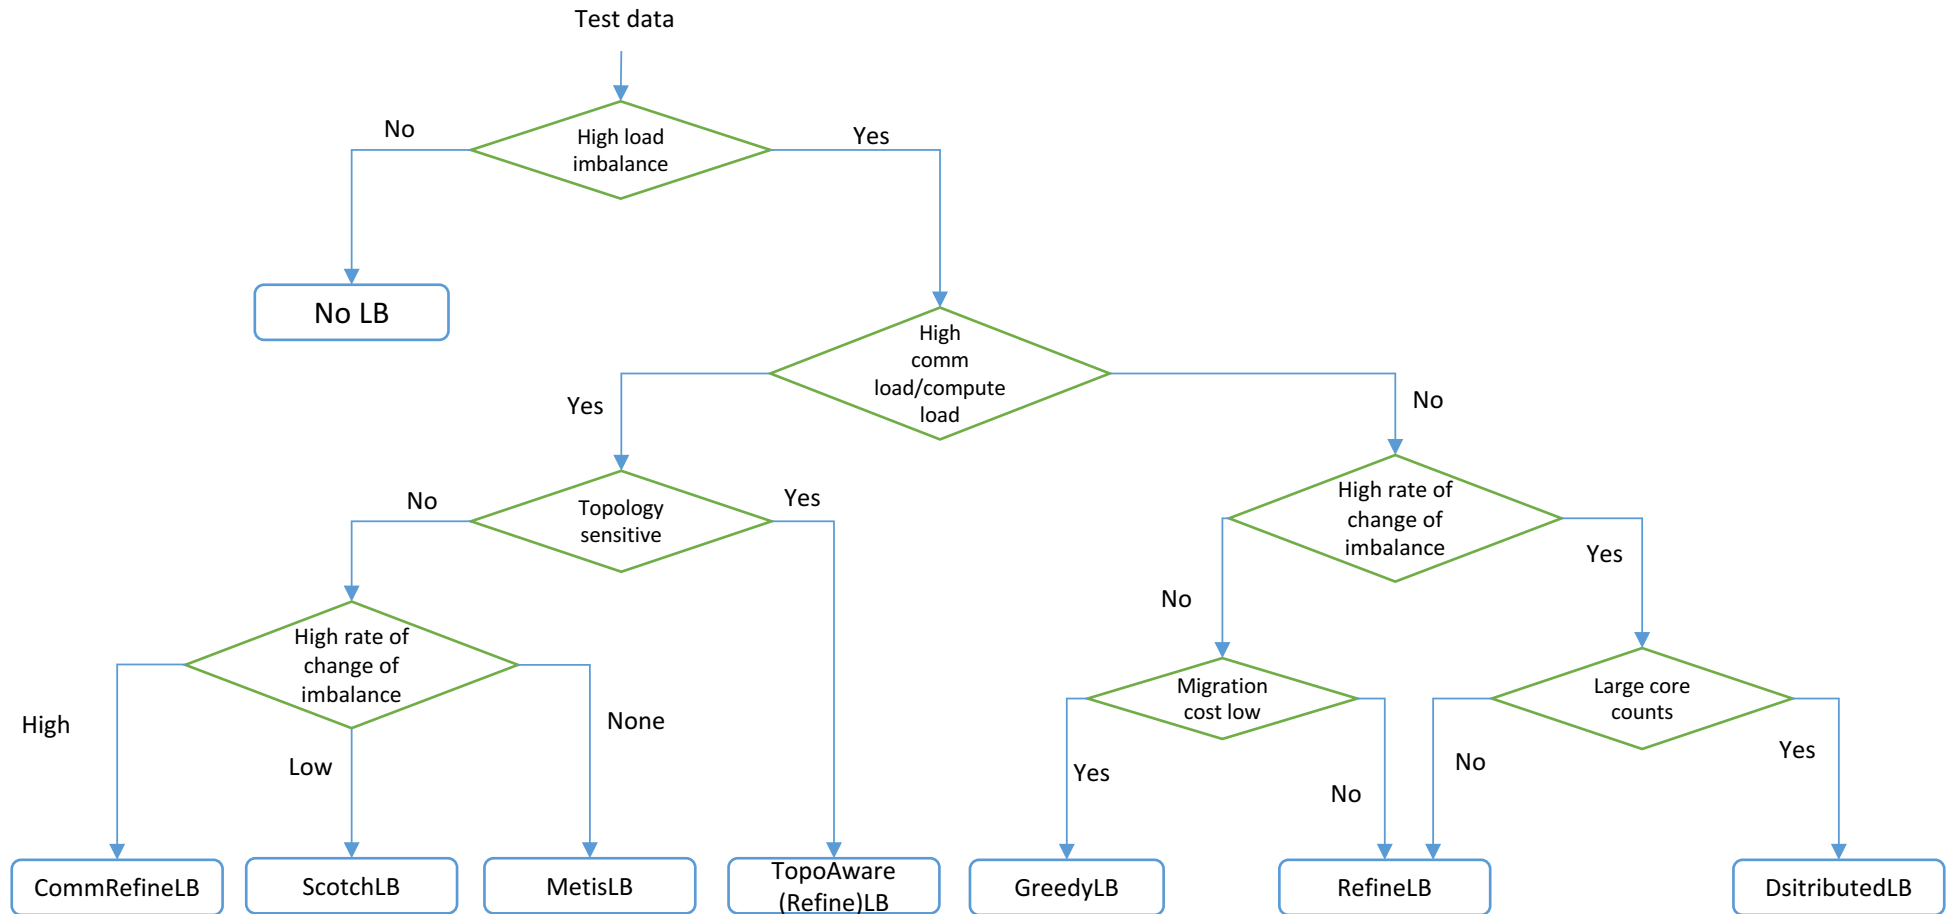 Test data
No
High load
imbalance
Yes
No LB
High
comm
load/compute
load
Yes
No
No
Topology
sensitive
Yes
High rate of
change of
imbalance
Yes
No
High rate of
change of
imbalance
High
Low
None
Migration
cost low
Large core
counts
Yes
No
No
Yes
CommRefineLB
ScotchLB
MetisLB
TopoAware
(Refine)LB
GreedyLB
RefineLB
DsitributedLB